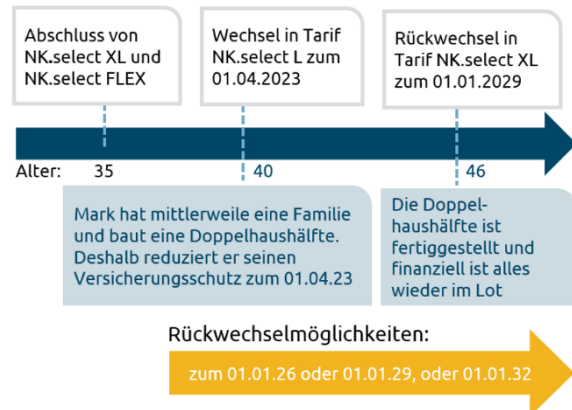 Abschluss von
NK.select XL und
NK.select FLEX
Wechsel in Tarif
NK.select L zum
01.04.2023
Rückwechsel in
Tarif NK.select XL
zum 01.01.2029
Alter: 35 40 46
Mark hat mittlerweile eine Familie
und baut eine Doppelhaushälfte.
Deshalb reduziert er seinen
Versicherungsschutz zum 01.04.23
Die Doppel-
haushälfte ist
fertiggestellt und
finanziell ist alles
wieder im Lot
Rückwechselmöglichkeiten:
zum 01.01.26 oder 01.01.29, oder 01.01.32